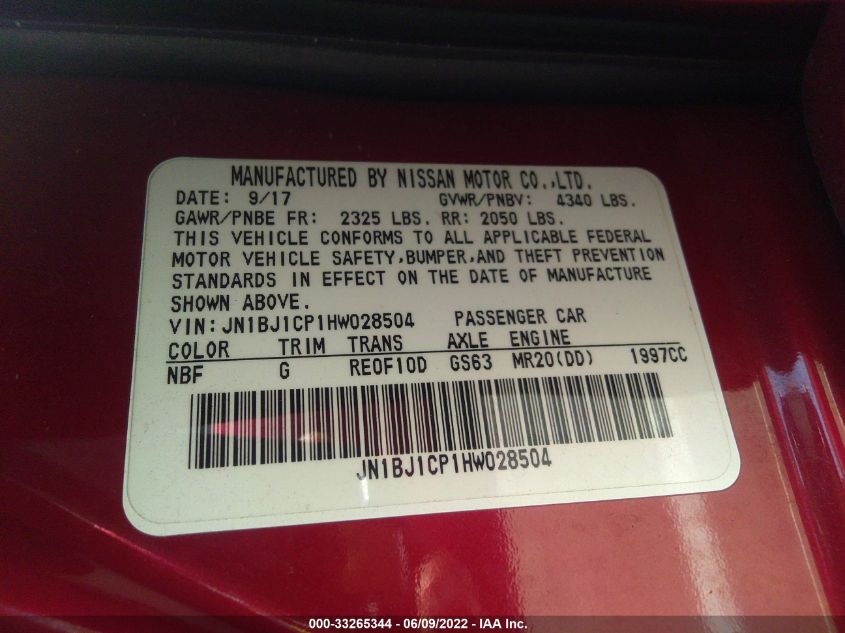 MANUFACTURED BY NISSAN MOTOR CO.,LTD.
DATE: 9/17 GVWR/PNBV: 4340 LBS.
GAWR/PNBE FR: 2325 LBS. RR: 2050 LBS.
THIS VEHICLE CONFORMS TO ALL APPLICABLE FEDERAL
MOTOR VEHICLE SAFETY,BUMPER,AND THEFT PREVENTION
STANDARDS IN EFFECT ON THE DATE OF MANUFACTURE
SHOWN ABOVE.
VIN:JN1BJ1CP1HW028504 PASSENGER CAR
COLOR TRIM TRANS AXLE ENGINE
NBF G RE0F10D GS63 MR20(DD) 1997CC
JN1BJ1CP1HW028504
000-33265344 - 06/09/2022 - IAA Inc.